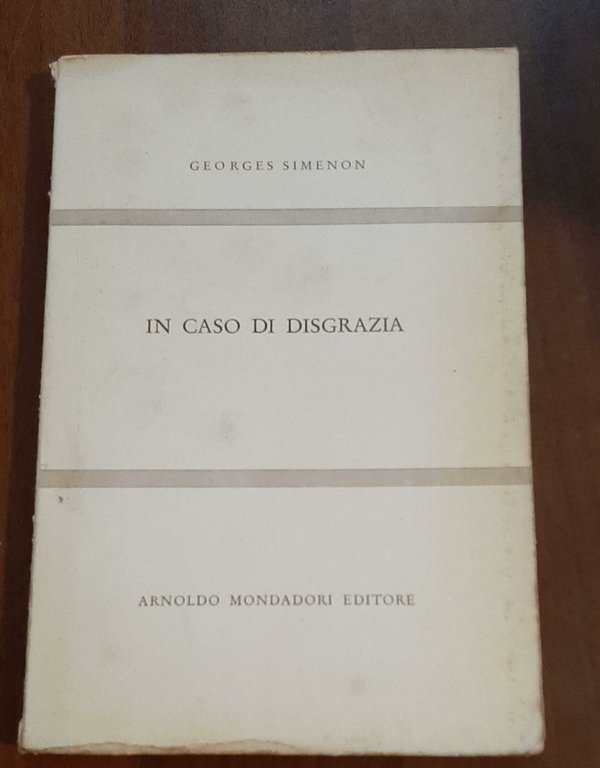 GEORGES SIMENON
IN CASO DI DISGRAZIA
ARNOLDO MONDADORI EDITORE